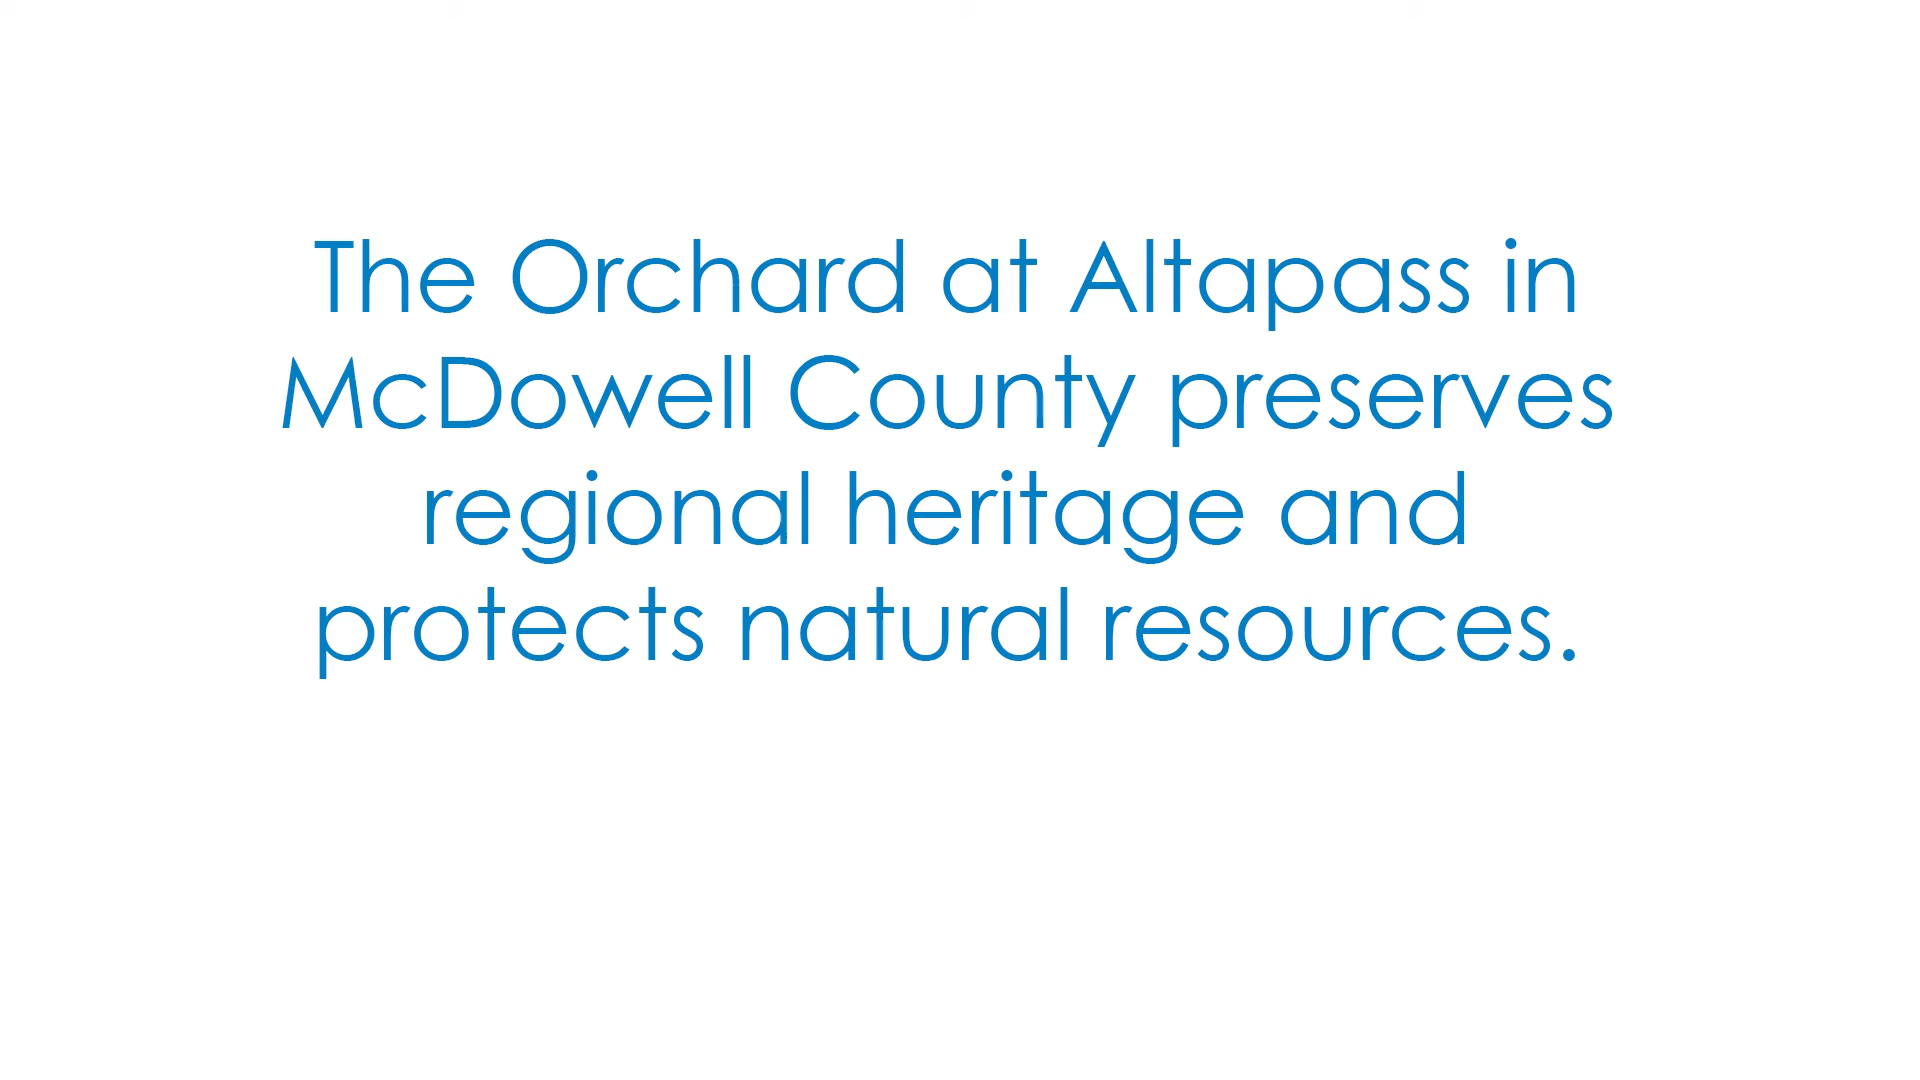 The Orchard at Altapass in
McDowell County preserves
regional heritage and
protects natural resources.